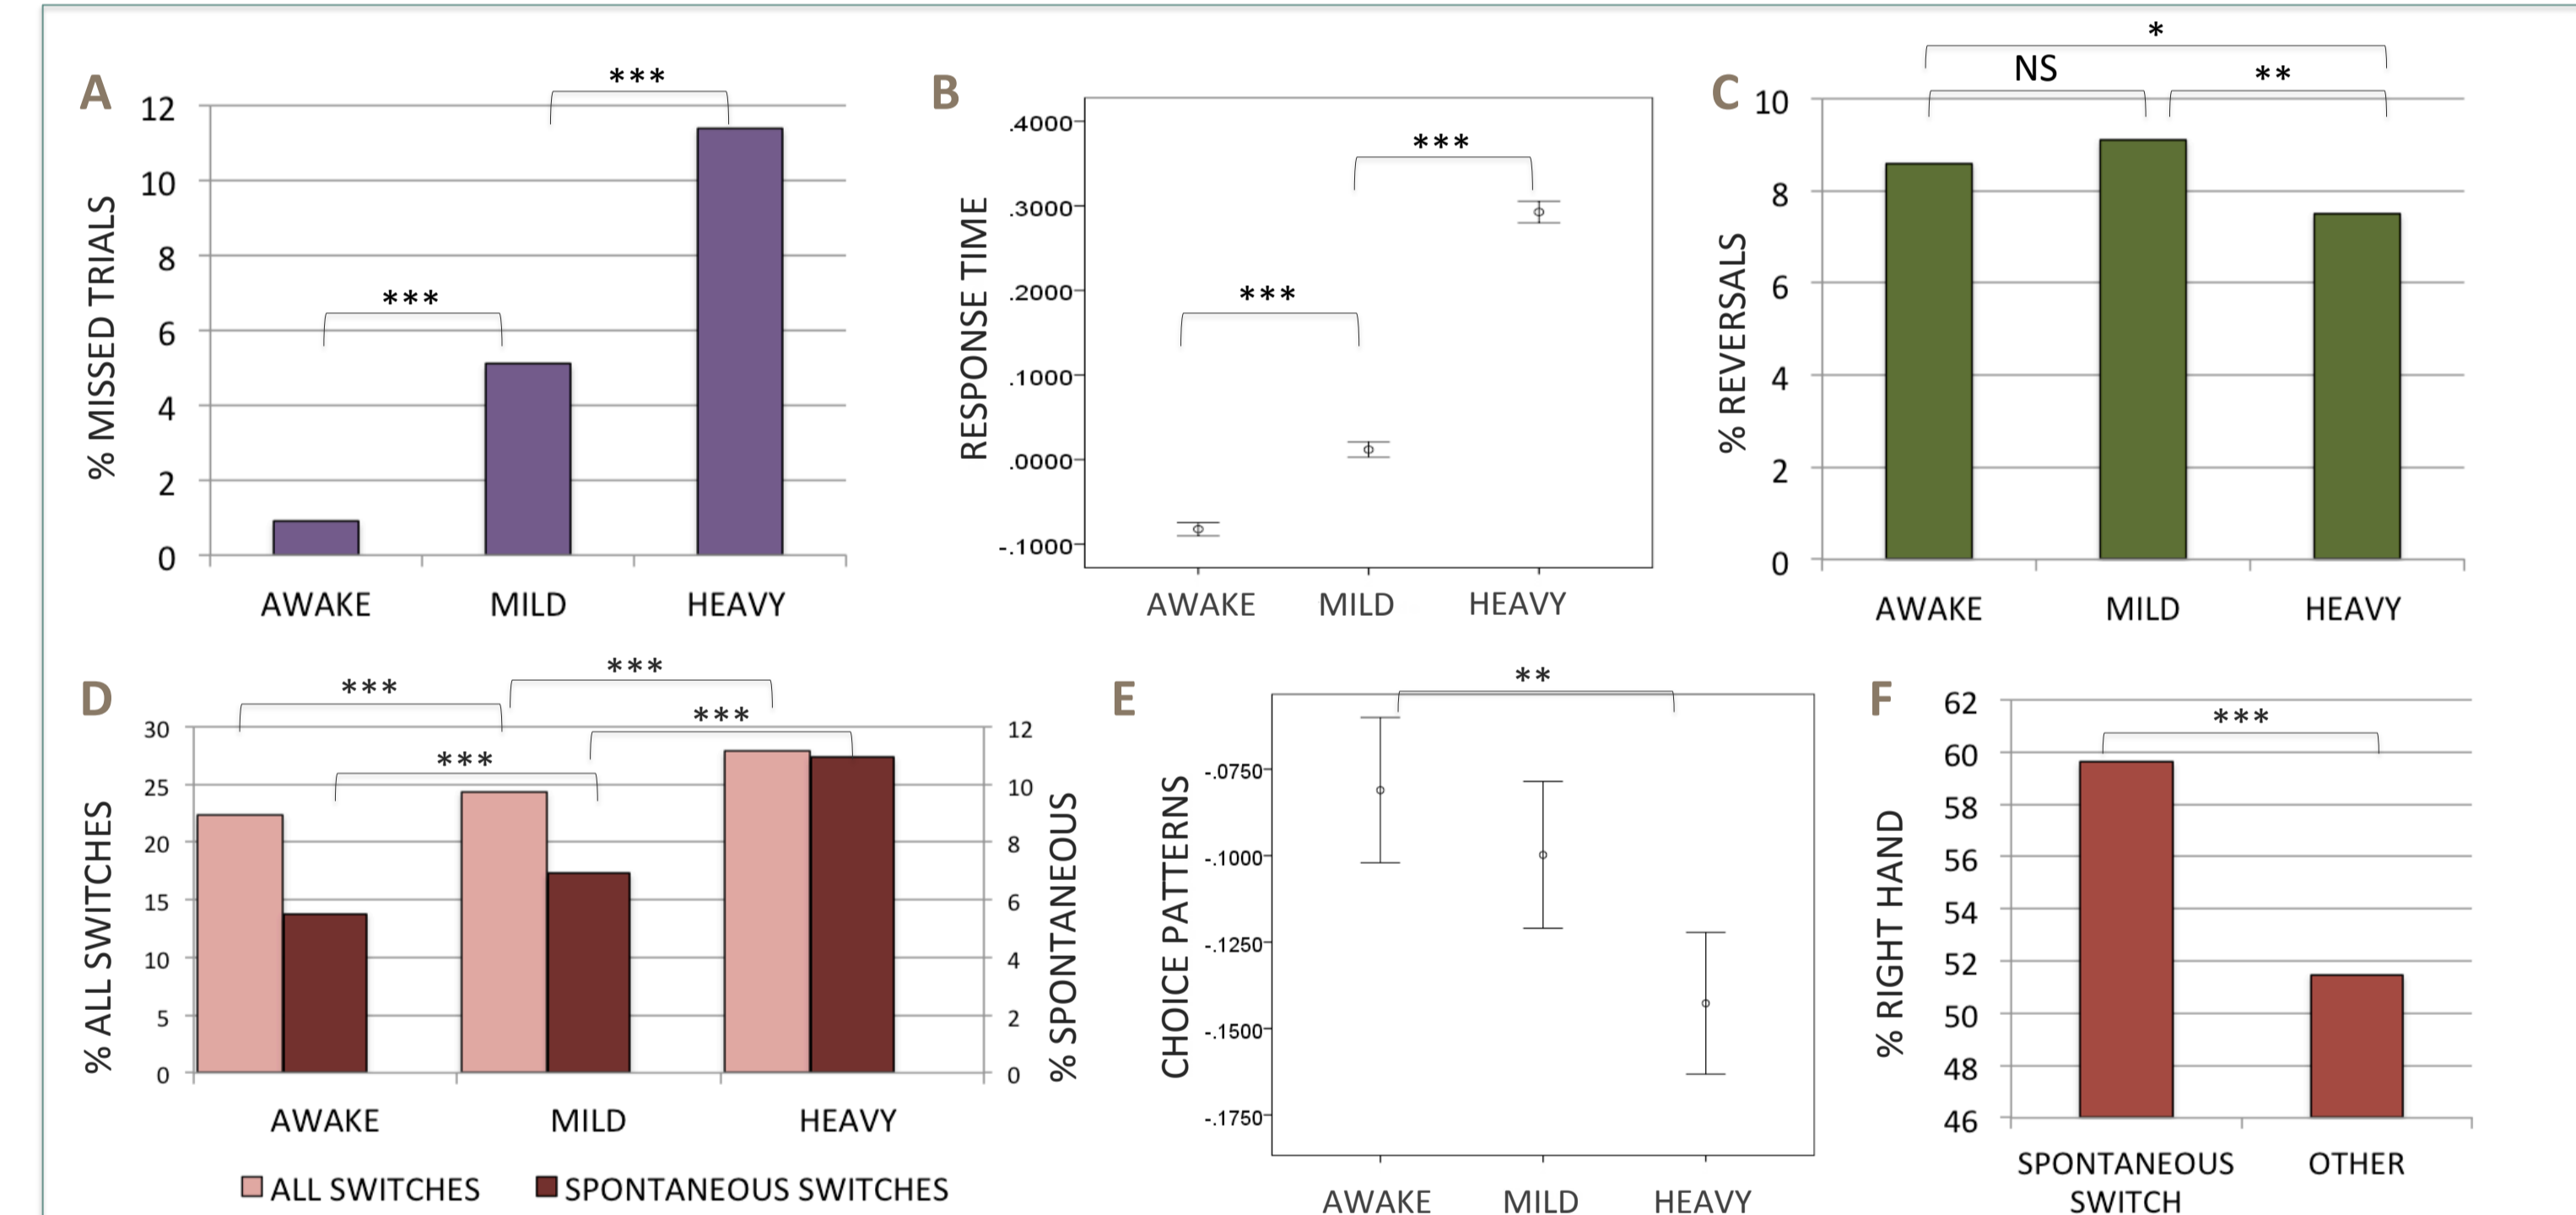 A
***
***
% MISSED TRIALS
12
10
8
6
4
2
0
AWAKE MILD HEAVY
B
***
***
RESPONSE TIME
.4000
.3000
.2000
.1000
.0000
-.1000
AWAKE MILD HEAVY
C
*
NS **
% REVERSALS
10
8
6
4
2
0
AWAKE MILD HEAVY
D
***
***
***
***
% ALL SWITCHES
30
25
20
15
10
5
0
12
10
8
6
4
2
0
% SPONTANEOUS
AWAKE MILD HEAVY
ALL SWITCHES SPONTANEOUS SWITCHES
E
**
CHOICE PATTERNS
-.0750
-.1000
-.1250
-.1500
-.1750
AWAKE MILD HEAVY
F
***
% RIGHT HAND
62
60
58
56
54
52
50
48
46
SPONTANEOUS OTHER
SWITCH